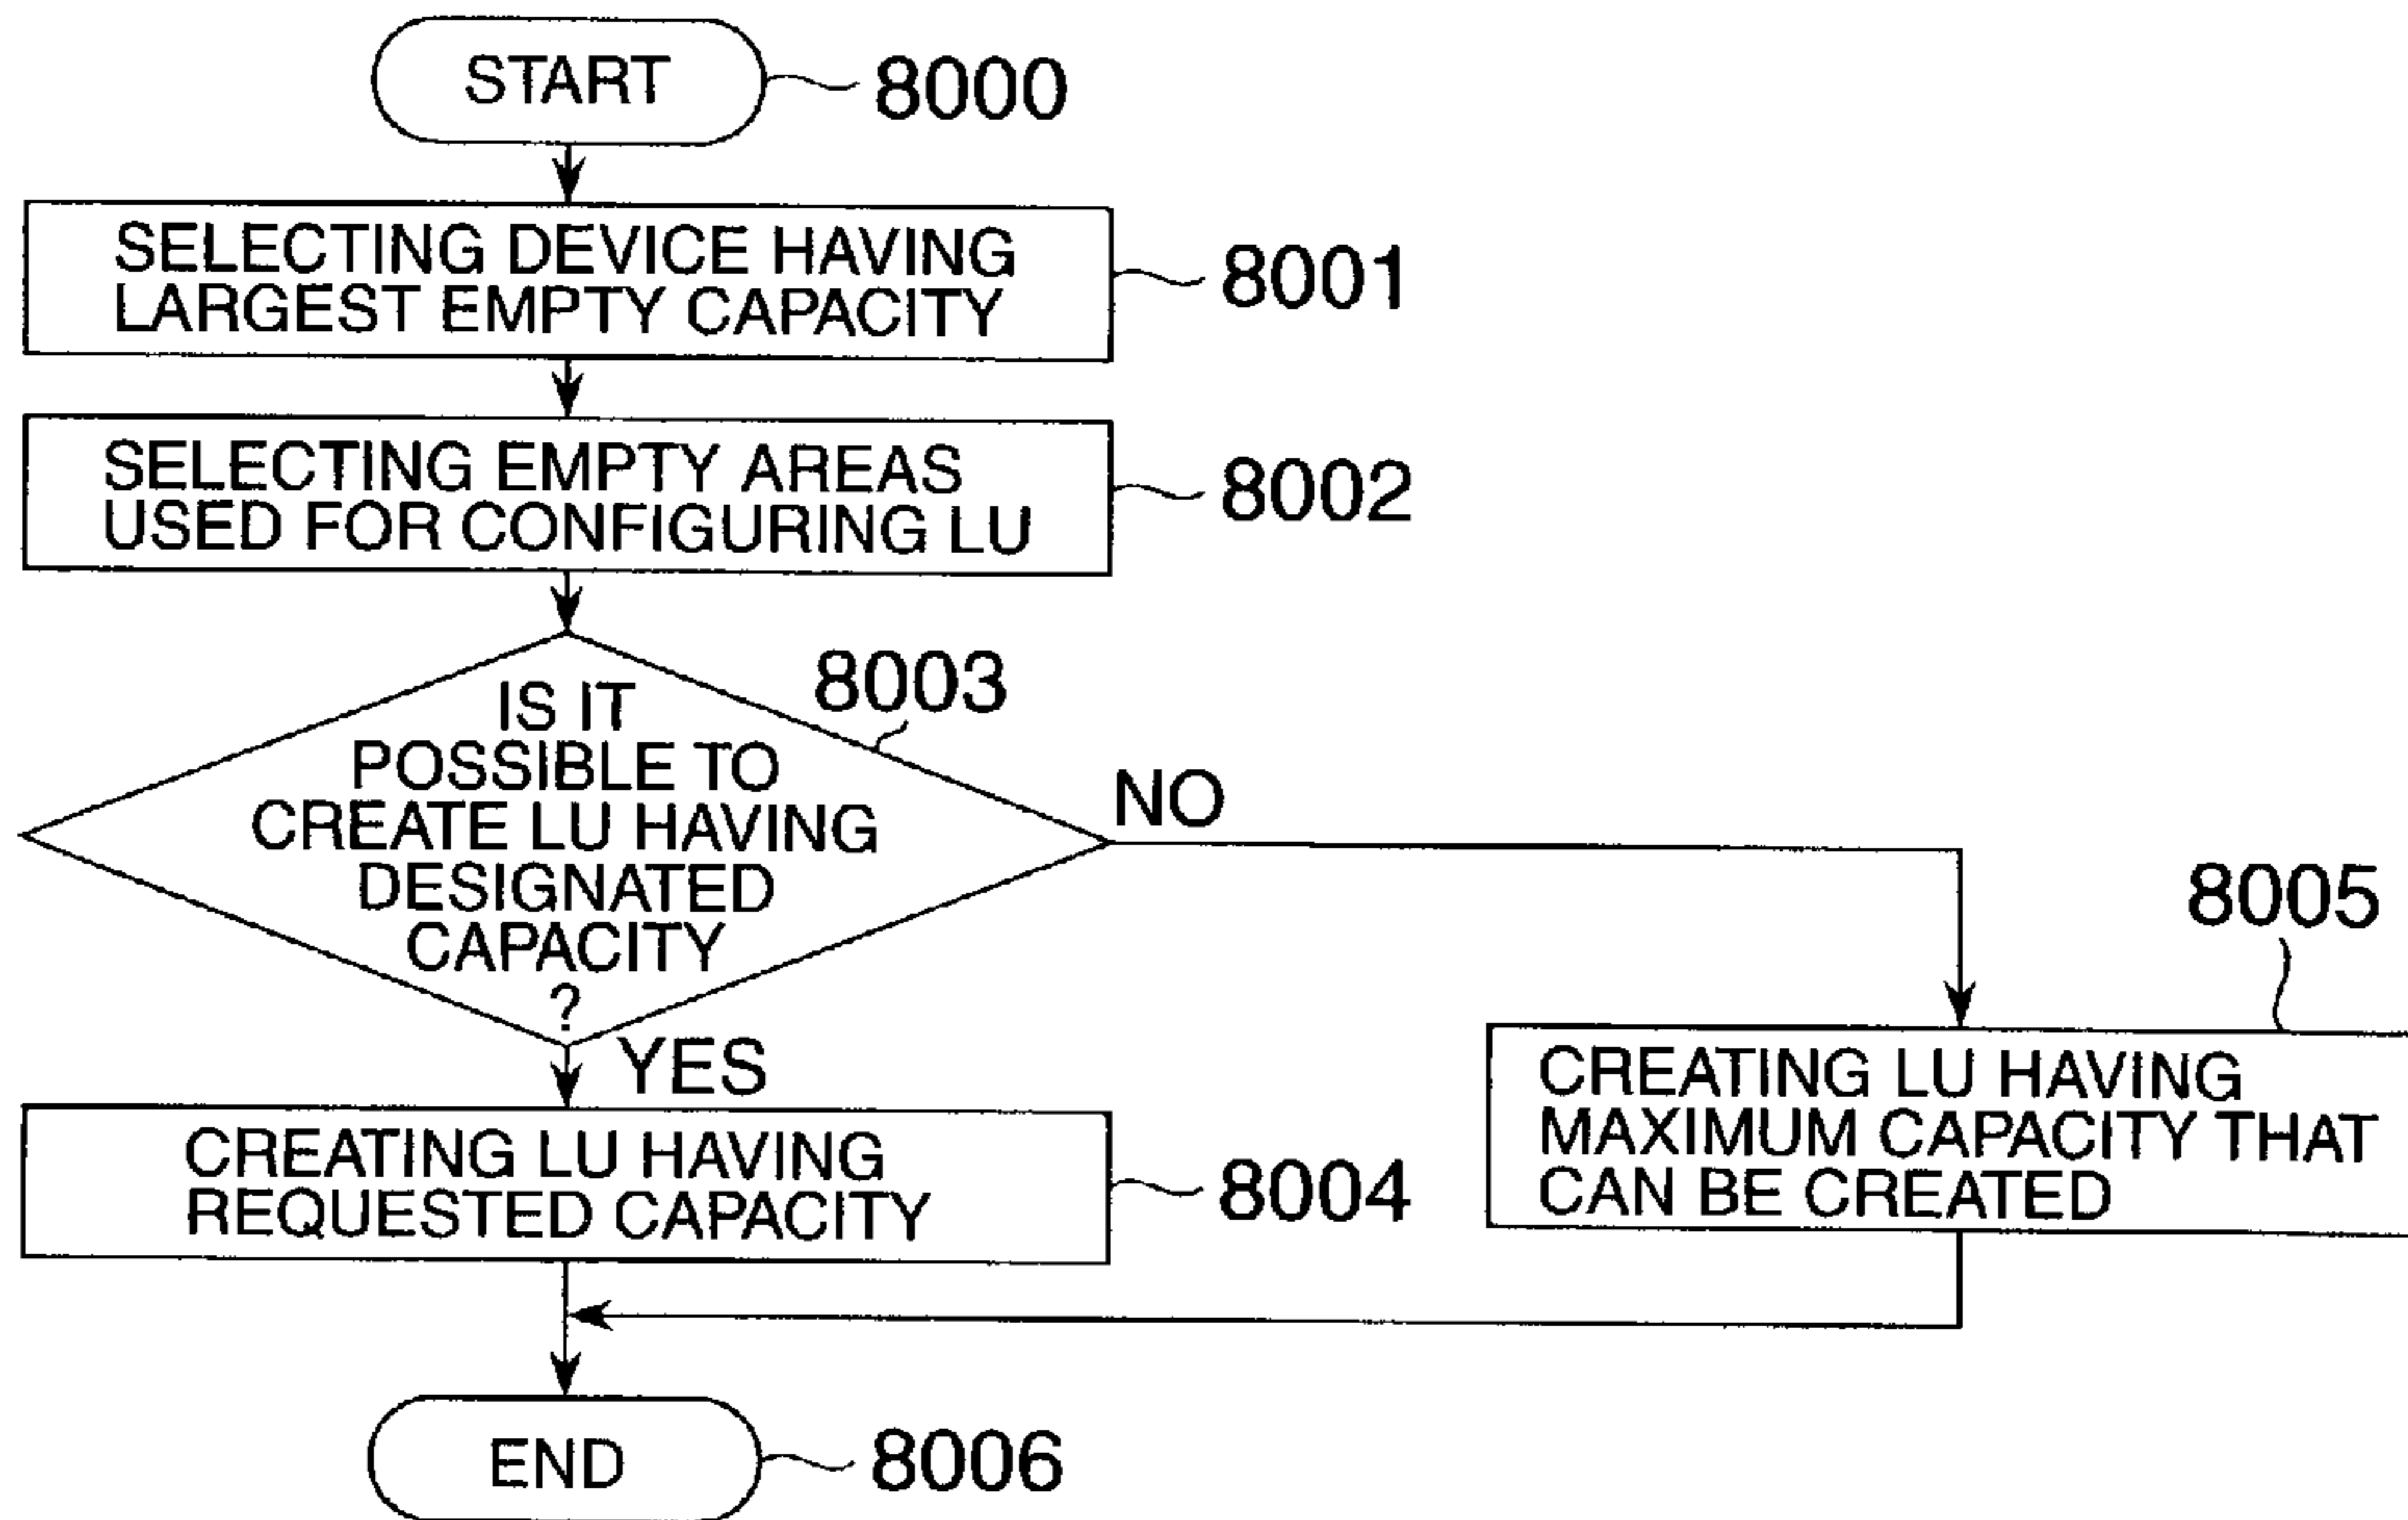 START
8000
SELECTING DEVICE HAVING
LARGEST EMPTY CAPACITY
8001
SELECTING EMPTY AREAS
USED FOR CONFIGURING LU
8002
8003
IS IT
POSSIBLE TO
CREATE LU HAVING
DESIGNATED
CAPACITY
?
NO
YES
8005
CREATING LU HAVING
MAXIMUM CAPACITY THAT
CAN BE CREATED
CREATING LU HAVING
REQUESTED CAPACITY
8004
END
8006